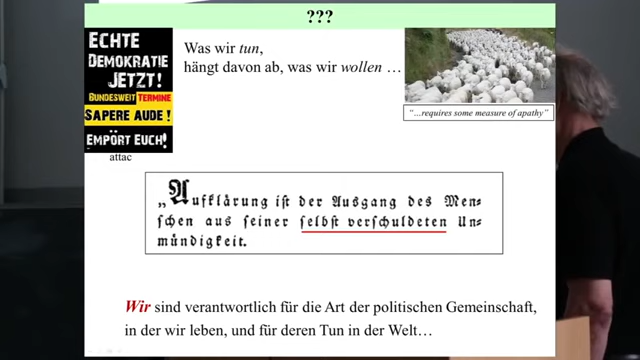 ???
ECHTE
DEMOKRATIE
JETZT!
BUNDESWEIT TERMINE
SAPERE AUDE !
EMPÖRT EUCH!
attac
Was wir tun,
hängt davon ab, was wir wollen …
“...requires some measure of apathy”
„Aufklärung iſt der Ausgang des Men⸗
ſchen aus ſeiner ſelbſt verſchuldeten Un⸗
mündigkeit.
Wir sind verantwortlich für die Art der politischen Gemeinschaft,
in der wir leben, und für deren Tun in der Welt…